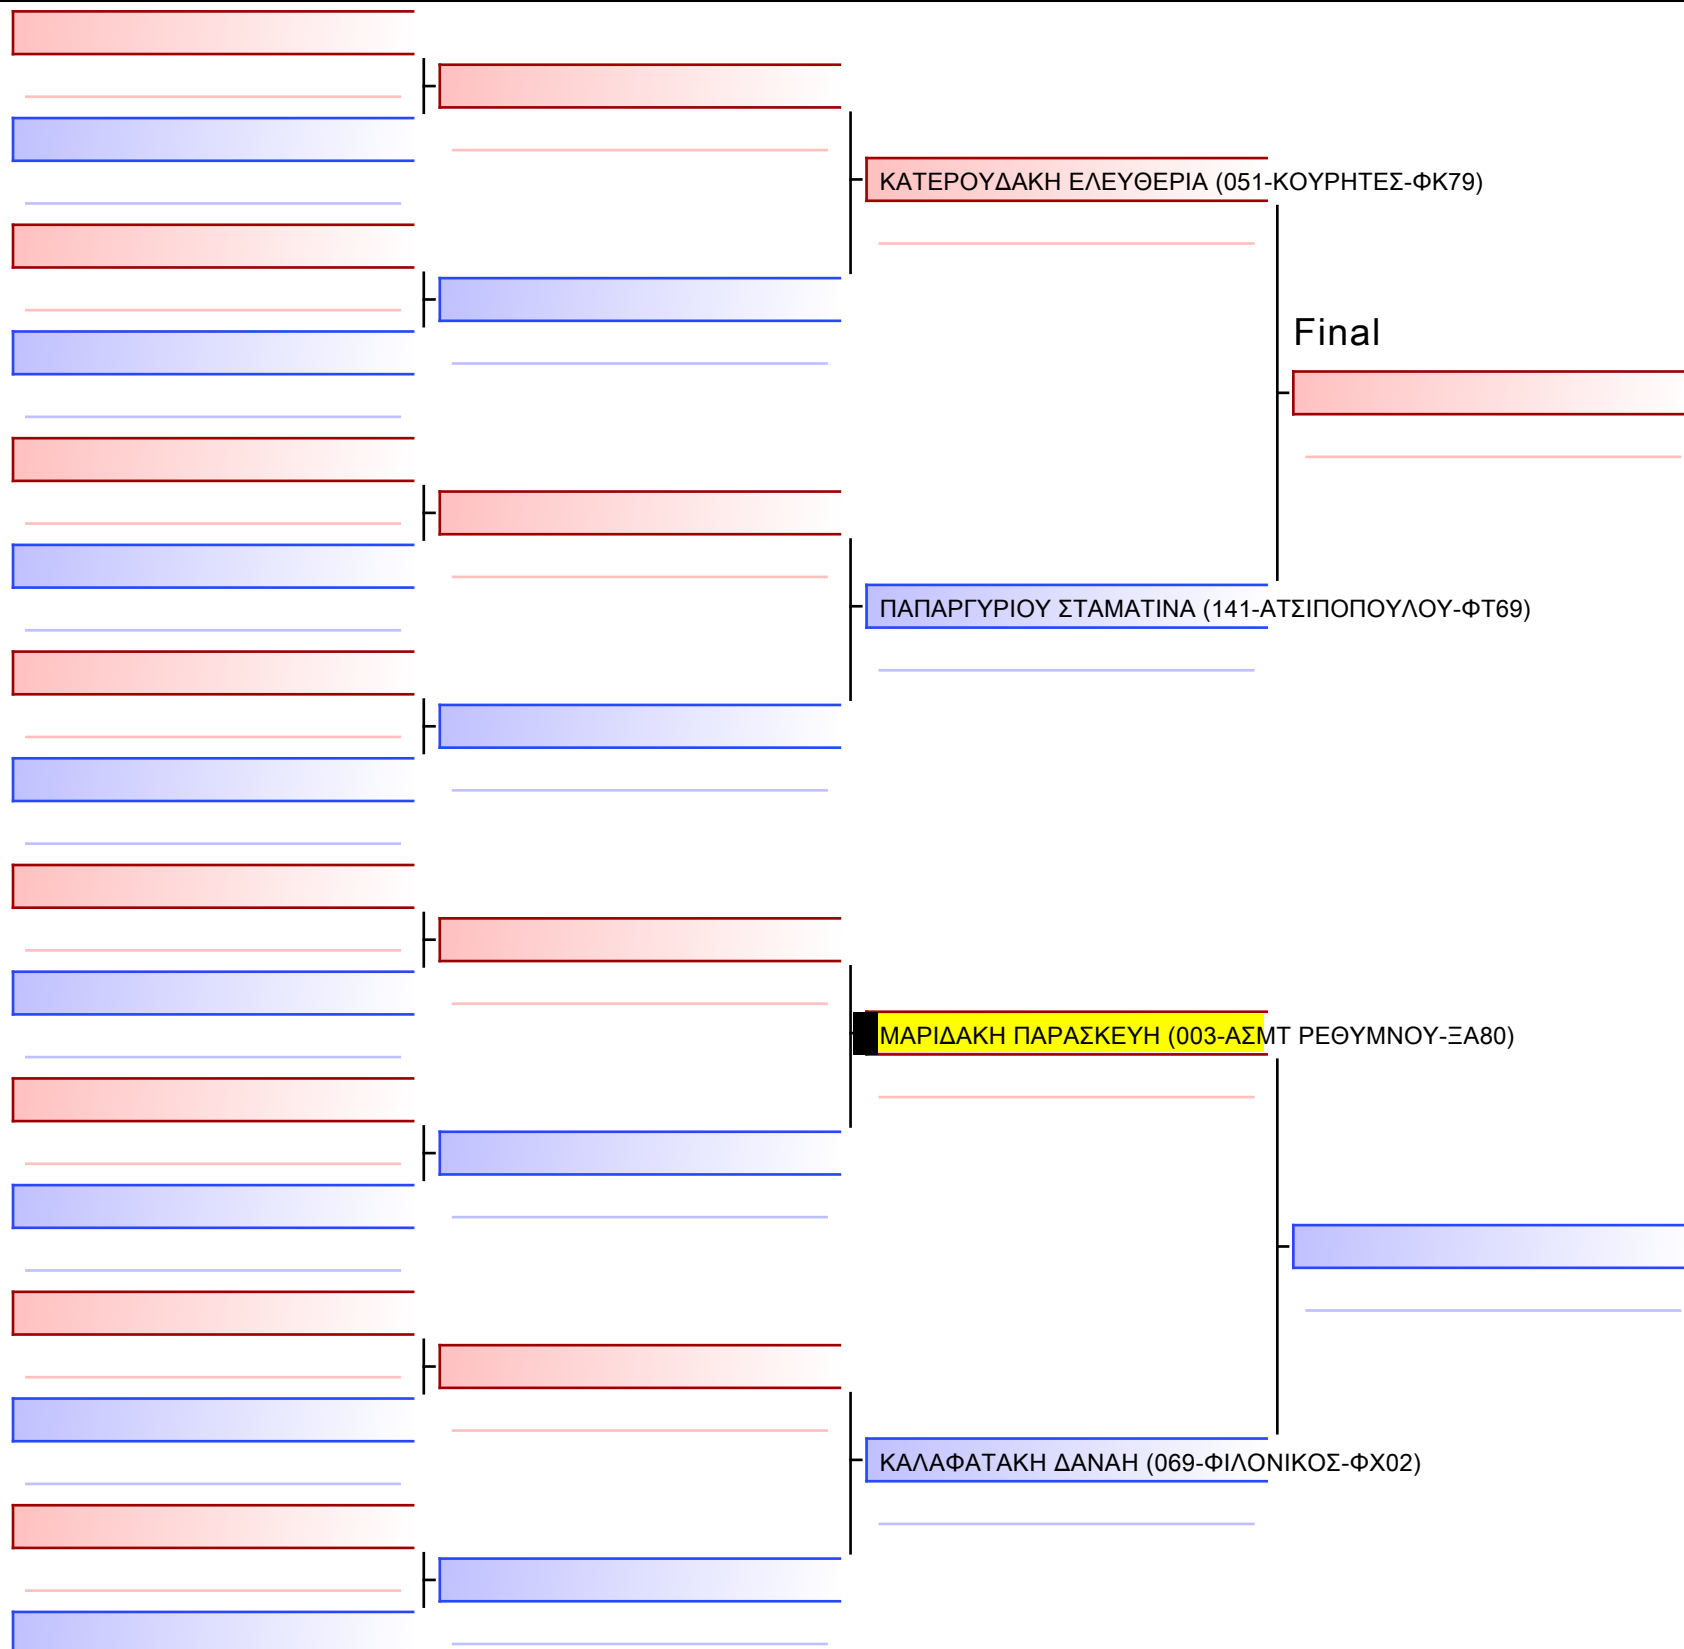 ΚΑΤΕΡΟΥΔΑΚΗ ΕΛΕΥΘΕΡΙΑ (051-ΚΟΥΡΗΤΕΣ-ΦΚ79)
Final
ΠΑΠΑΡΓΥΡΙΟΥ ΣΤΑΜΑΤΙΝΑ (141-ΑΤΣΙΠΟΠΟΥΛΟΥ-ΦΤ69)
ΜΑΡΙΔΑΚΗ ΠΑΡΑΣΚΕΥΗ (003-ΑΣΜΤ ΡΕΘΥΜΝΟΥ-ΞΑ80)
ΚΑΛΑΦΑΤΑΚΗ ΔΑΝΑΗ (069-ΦΙΛΟΝΙΚΟΣ-ΦΧ02)